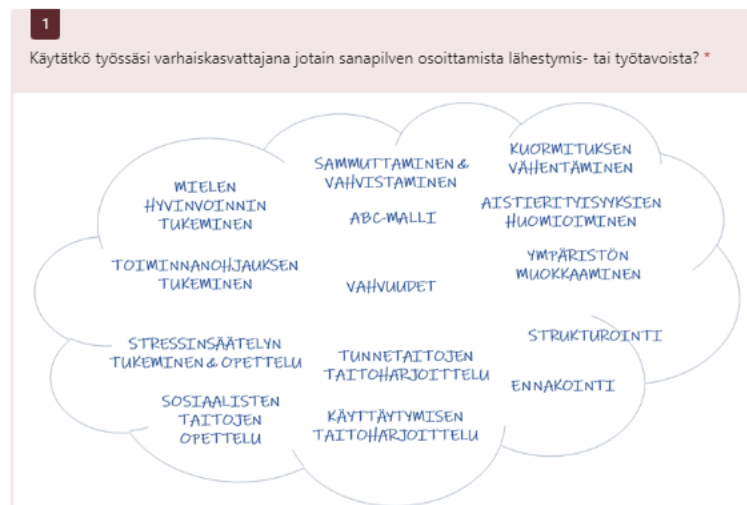 1
Käytätkö työssäsi varhaiskasvattajana jotain sanapilven osoittamista lähestymis- tai työtavoista? *
MIELEN
HYVINVOINNIN
TUKEMINEN
SAMMUTTAMINEN &
VAHVISTAMINEN
ABC-MALLI
KUORMITUKSEN
VÄHENTÄMINEN
AISTIERITYISYYKSIEN
HUOMIOIMINEN
TOIMINNANOHJAUKSEN
TUKEMINEN
VAHVUUDET
YMPÄRISTÖN
MUOKKAAMINEN
STRESSINSÄÄTELYN
TUKEMINEN & OPETTELU
TUNNETAITOJEN
TAITOHARJOITTELU
STRUKTUROINTI
ENNAKOINTI
SOSIAALISTEN
TAITOJEN
OPETTELU
KÄYTTÄYTYMISEN
TAITOHARJOITTELU